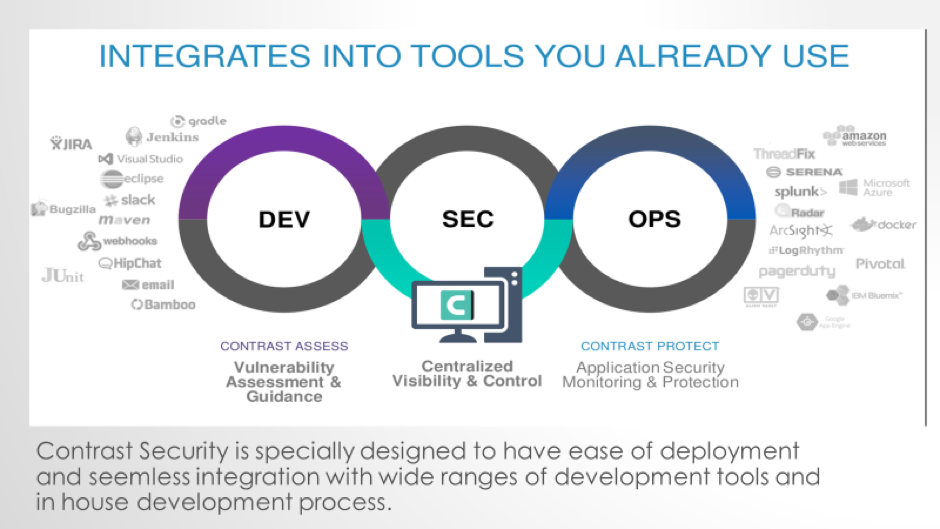 INTEGRATES INTO TOOLS YOU ALREADY USE
gradle
JIRA
Jenkins
Visual Studio
eclipse
slack
Bugzilla
maven
webhooks
HipChat
JUnit
email
Bamboo
DEV
SEC
OPS
C
amazon
webservices
ThreadFix
SERENA
splunk>
Microsoft
Azure
Radar
ArcSight
docker
LogRhythm
pagerduty
Pivotal
ALIEN VAULT
IBM Bluemix™
Google
App Engine
CONTRAST ASSESS
Vulnerability
Assessment &
Guidance
Centralized
Visibility & Control
CONTRAST PROTECT
Application Security
Monitoring & Protection
Contrast Security is specially designed to have ease of deployment
and seemless integration with wide ranges of development tools and
in house development process.